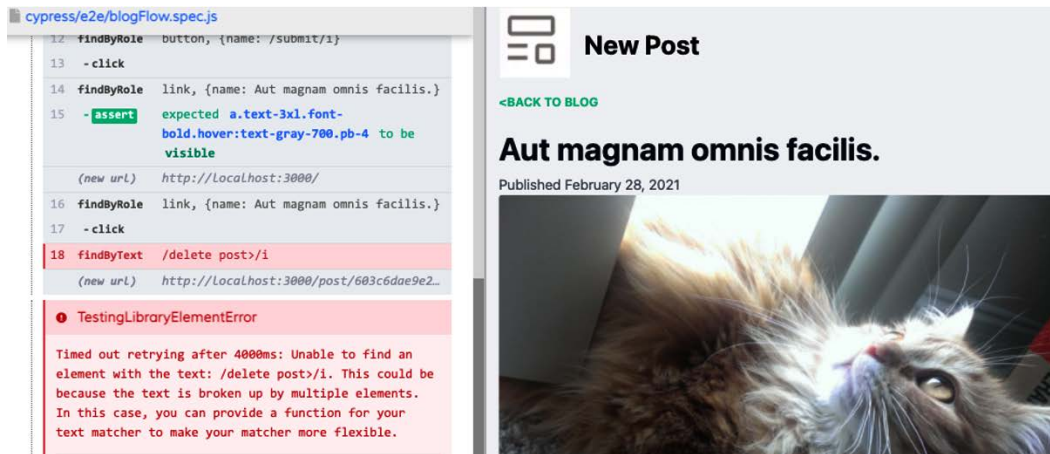 cypress/e2e/blogFlow.spec.js
12 findByRole button, {name: /submit/i}
13 -click
14 findByRole link, {name: Aut magnam omnis facilis.}
15 -assert expected a.text-3xl.font-
bold.hover:text-gray-700.pb-4 to be
visible
(new url) http://localhost:3000/
16 findByRole link, {name: Aut magnam omnis facilis.}
17 -click
18 findByText /delete post>/i
(new url) http://localhost:3000/post/603c6dae9e2…
TestingLibraryElementError
Timed out retrying after 4000ms: Unable to find an
element with the text: /delete post>/i. This could be
because the text is broken up by multiple elements.
In this case, you can provide a function for your
text matcher to make your matcher more flexible.
New Post
<BACK TO BLOG
Aut magnam omnis facilis.
Published February 28, 2021